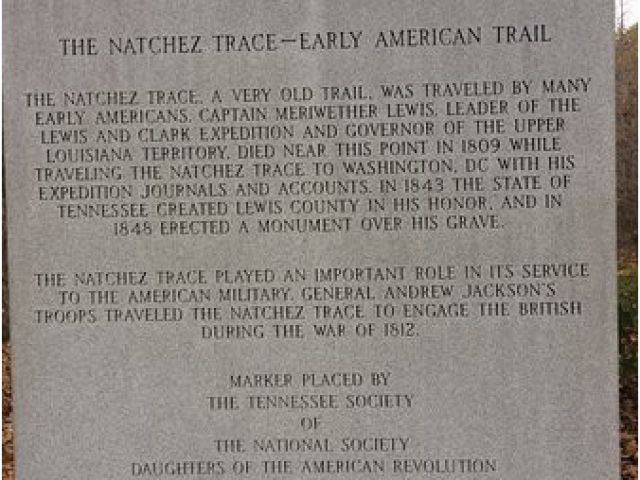 THE NATCHEZ TRACE—EARLY AMERICAN TRAIL
THE NATCHEZ TRACE, A VERY OLD TRAIL, WAS TRAVELED BY MANY
EARLY AMERICANS. CAPTAIN MERIWETHER LEWIS, LEADER OF THE
LEWIS AND CLARK EXPEDITION AND GOVERNOR OF THE UPPER
LOUISIANA TERRITORY, DIED NEAR THIS POINT IN 1809 WHILE
TRAVELING THE NATCHEZ TRACE TO WASHINGTON, DC WITH HIS
EXPEDITION JOURNALS AND ACCOUNTS. IN 1843 THE STATE OF
TENNESSEE CREATED LEWIS COUNTY IN HIS HONOR, AND IN
1848 ERECTED A MONUMENT OVER HIS GRAVE.
THE NATCHEZ TRACE PLAYED AN IMPORTANT ROLE IN ITS SERVICE
TO THE AMERICAN MILITARY. GENERAL ANDREW JACKSON'S
TROOPS TRAVELED THE NATCHEZ TRACE TO ENGAGE THE BRITISH
DURING THE WAR OF 1812.
MARKER PLACED BY
THE TENNESSEE SOCIETY
OF
THE NATIONAL SOCIETY
DAUGHTERS OF THE AMERICAN REVOLUTION